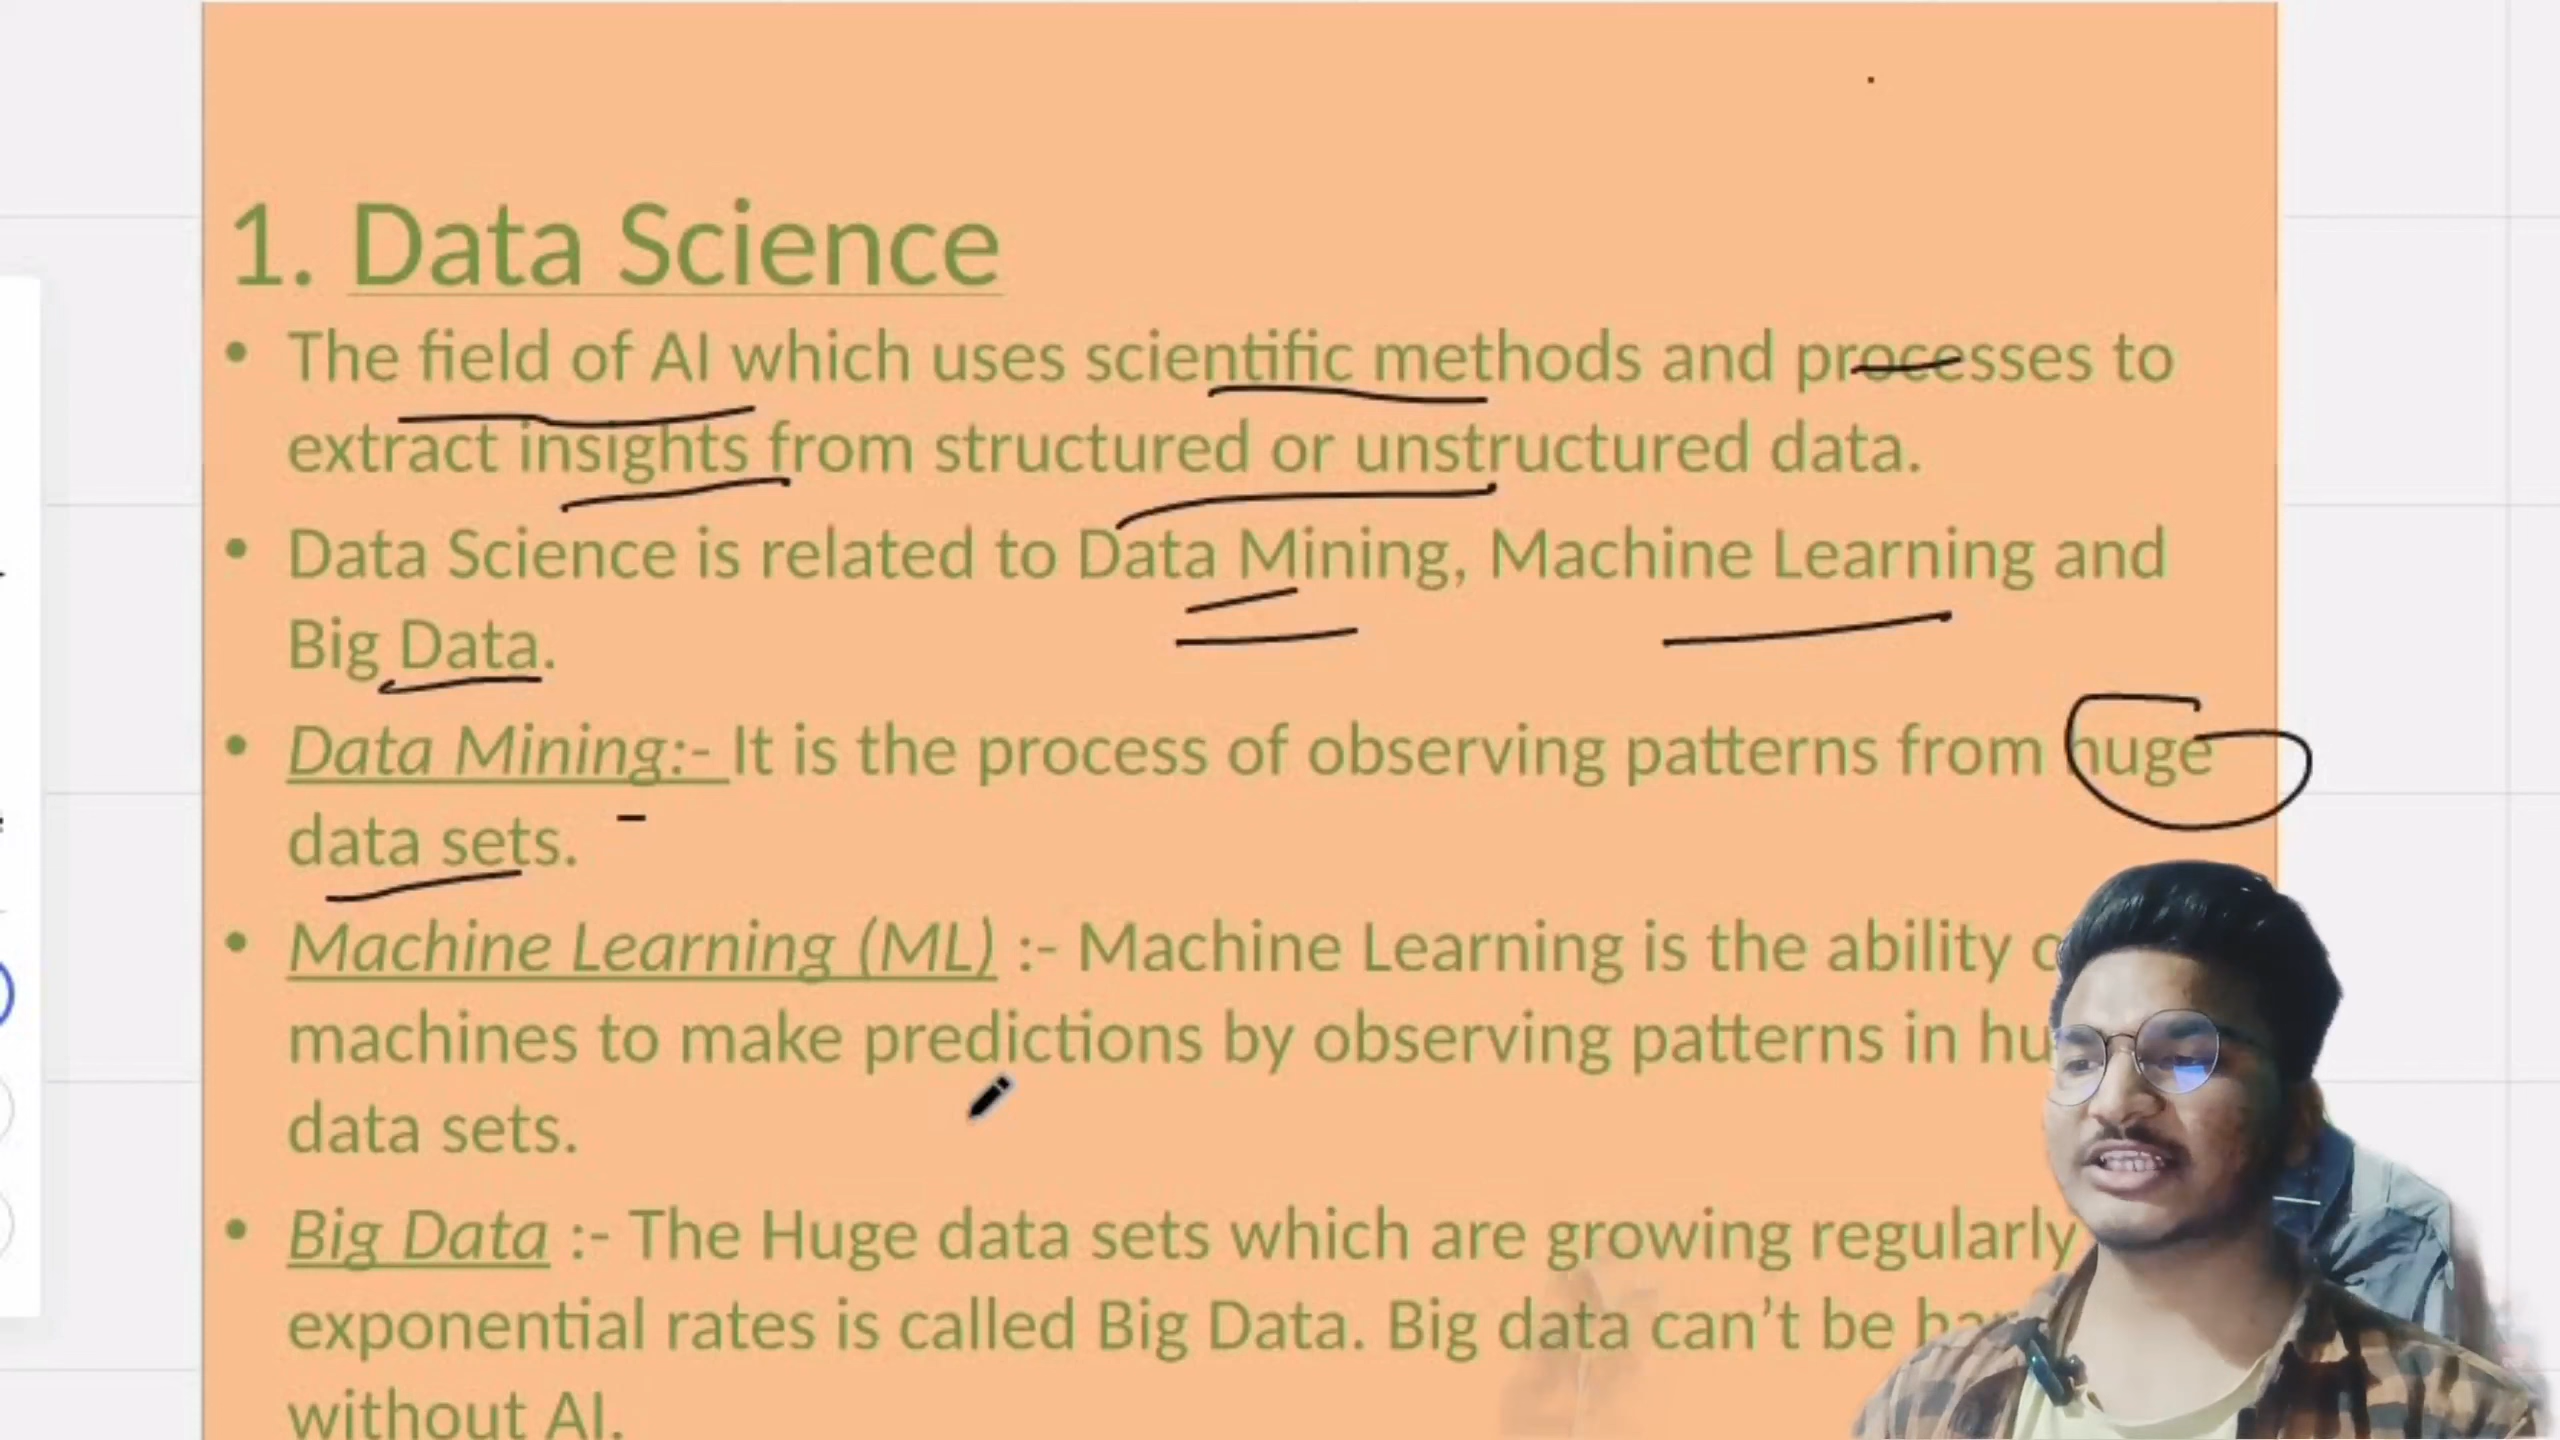 1. Data Science
• The field of AI which uses scientific methods and processes to
extract insights from structured or unstructured data.
• Data Science is related to Data Mining, Machine Learning and
Big Data.
• Data Mining:- It is the process of observing patterns from huge
data sets.
• Machine Learning (ML) :- Machine Learning is the ability
machines to make predictions by observing patterns in
data sets.
• Big Data :- The Huge data sets which are growing regularly
exponential rates is called Big Data. Big data can’t be
without AI.